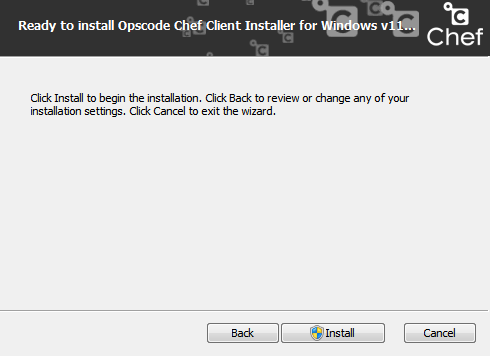 Ready to install Opscode Chef Client Installer for Windows v11...
Chef
Click Install to begin the installation. Click Back to review or change any of your
installation settings. Click Cancel to exit the wizard.
Back
Install
Cancel